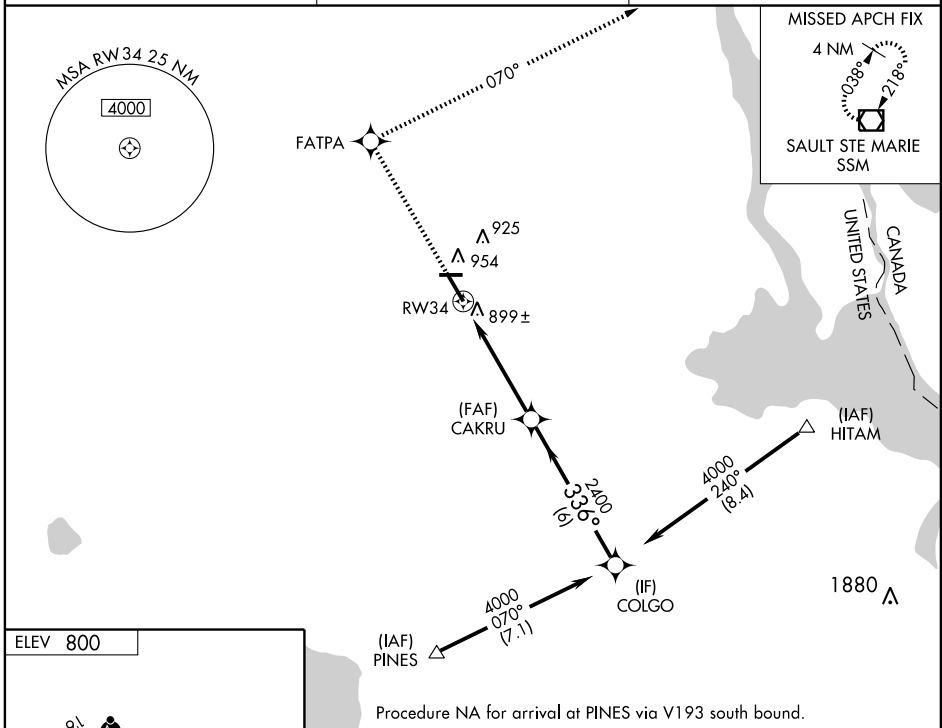 MSA RW34 25 NM
4000
070°
MISSED APCH FIX
4 NM
038°
218°
SAULT STE MARIE
SSM
FATPA
925
954
RW34
899±
CANADA
UNITED STATES
(FAF)
CAKRU
(IAF)
HITAM
4000
240°
(8.4)
2400
336°
(6)
(IF)
COLGO
1880
4000
070°
(7.1)
(IAF)
PINES
ELEV 800
Procedure NA for arrival at PINES via V193 south bound.